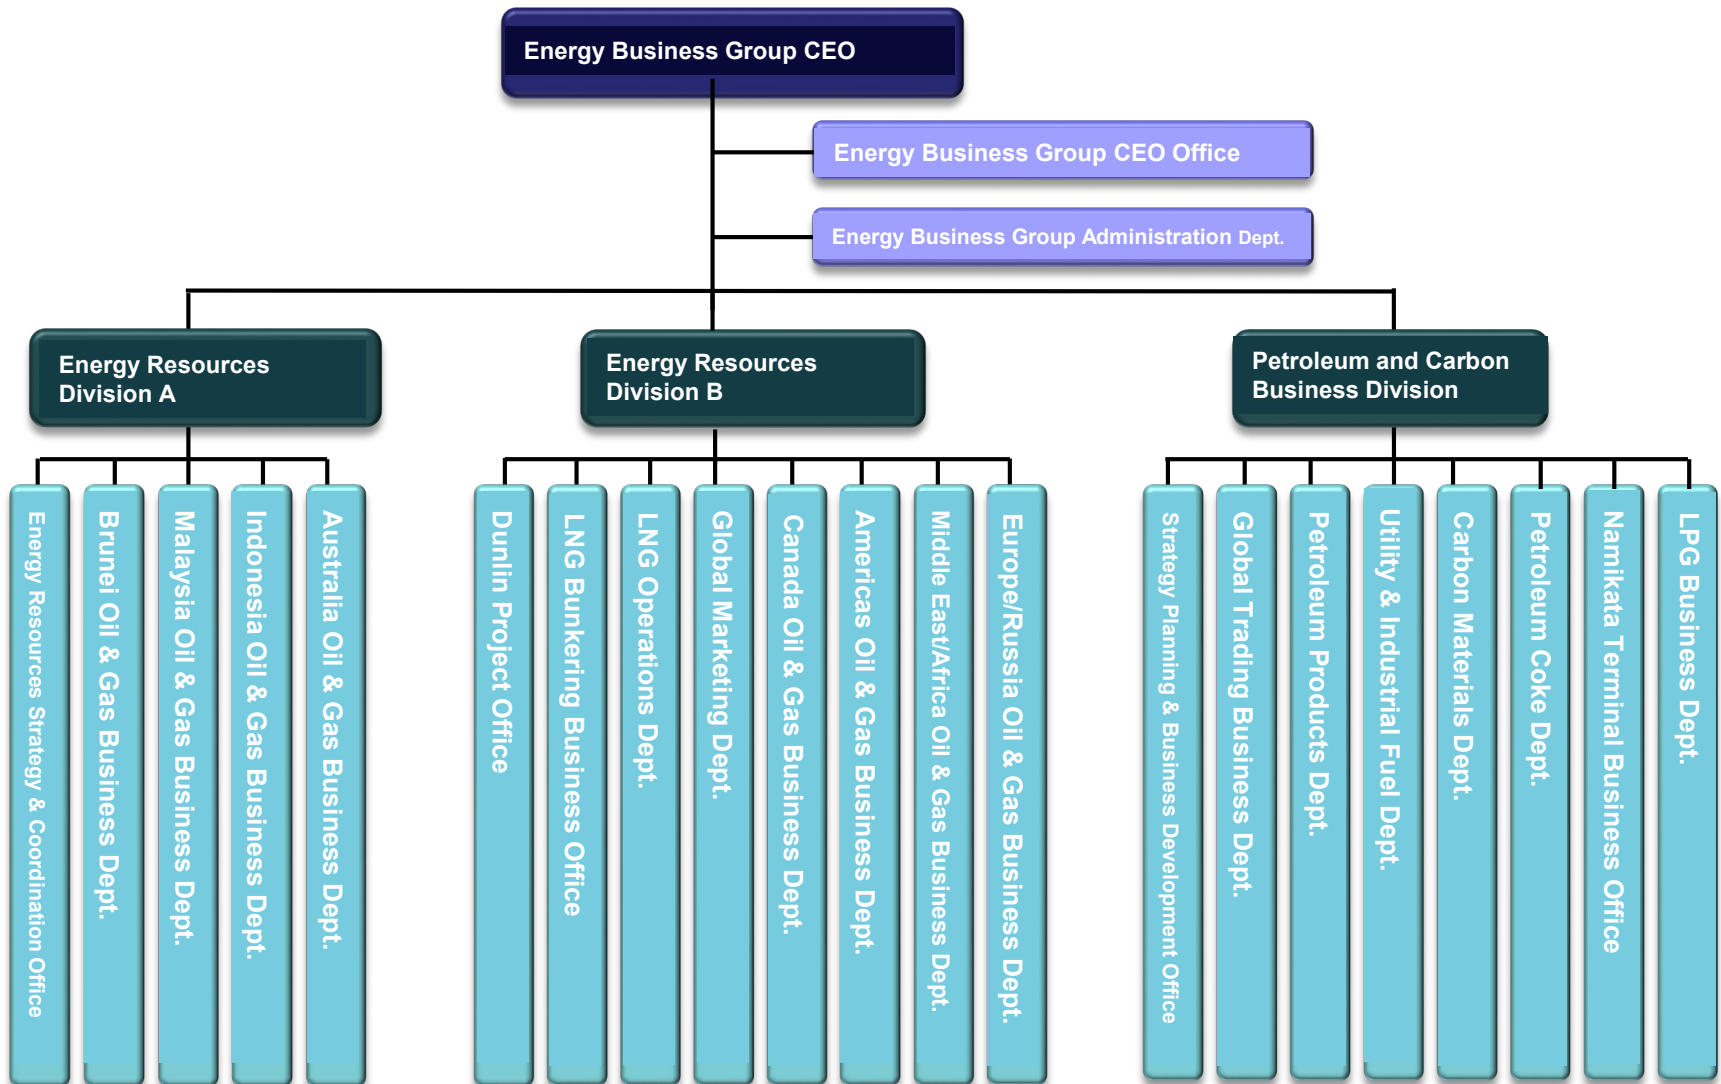 Energy Business Group CEO
Energy Business Group CEO Office
Energy Business Group Administration Dept.
Energy Resources
Division A
Energy Resources
Division B
Petroleum and Carbon
Business Division
Energy Resources Strategy & Coordination Office
Brunei Oil & Gas Business Dept.
Malaysia Oil & Gas Business Dept.
Indonesia Oil & Gas Business Dept.
Australia Oil & Gas Business Dept.
Dunlin Project Office
LNG Bunkering Business Office
LNG Operations Dept.
Global Marketing Dept.
Canada Oil & Gas Business Dept.
Americas Oil & Gas Business Dept.
Middle East/Africa Oil & Gas Business Dept.
Europe/Russia Oil & Gas Business Dept.
Strategy Planning & Business Development Office
Global Trading Business Dept.
Petroleum Products Dept.
Utility & Industrial Fuel Dept.
Carbon Materials Dept.
Petroleum Coke Dept.
Namikata Terminal Business Office
LPG Business Dept.